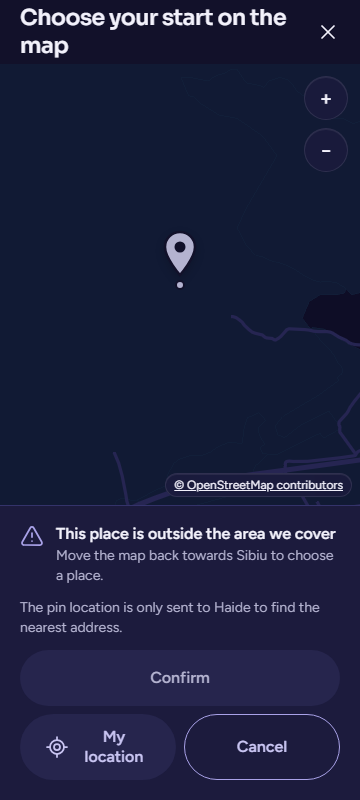 Choose your start on the
map
+
−
© OpenStreetMap contributors
This place is outside the area we cover
Move the map back towards Sibiu to choose
a place.
The pin location is only sent to Haide to find the
nearest address.
Confirm
My
location
Cancel